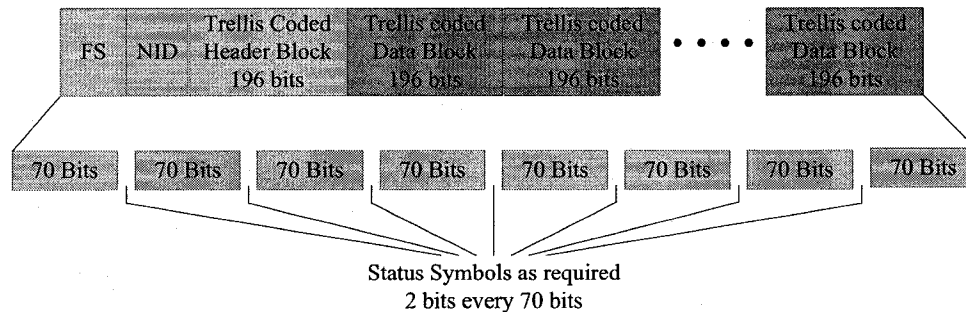 FS
NID
Trellis Coded
Header Block
196 bits
Trellis coded
Data Block
196 bits
Trellis coded
Data Block
196 bits
Trellis coded
Data Block
196 bits
70 Bits
70 Bits
70 Bits
70 Bits
70 Bits
70 Bits
70 Bits
70 Bits
Status Symbols as required
2 bits every 70 bits